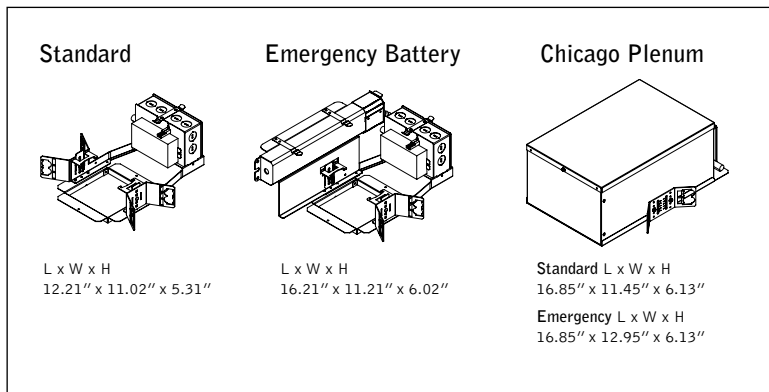 Standard
L x W x H
12.21″ x 11.02″ x 5.31″
Emergency Battery
L x W x H
16.21″ x 11.21″ x 6.02″
Chicago Plenum
Standard L x W x H
16.85″ x 11.45″ x 6.13″
Emergency L x W x H
16.85″ x 12.95″ x 6.13″